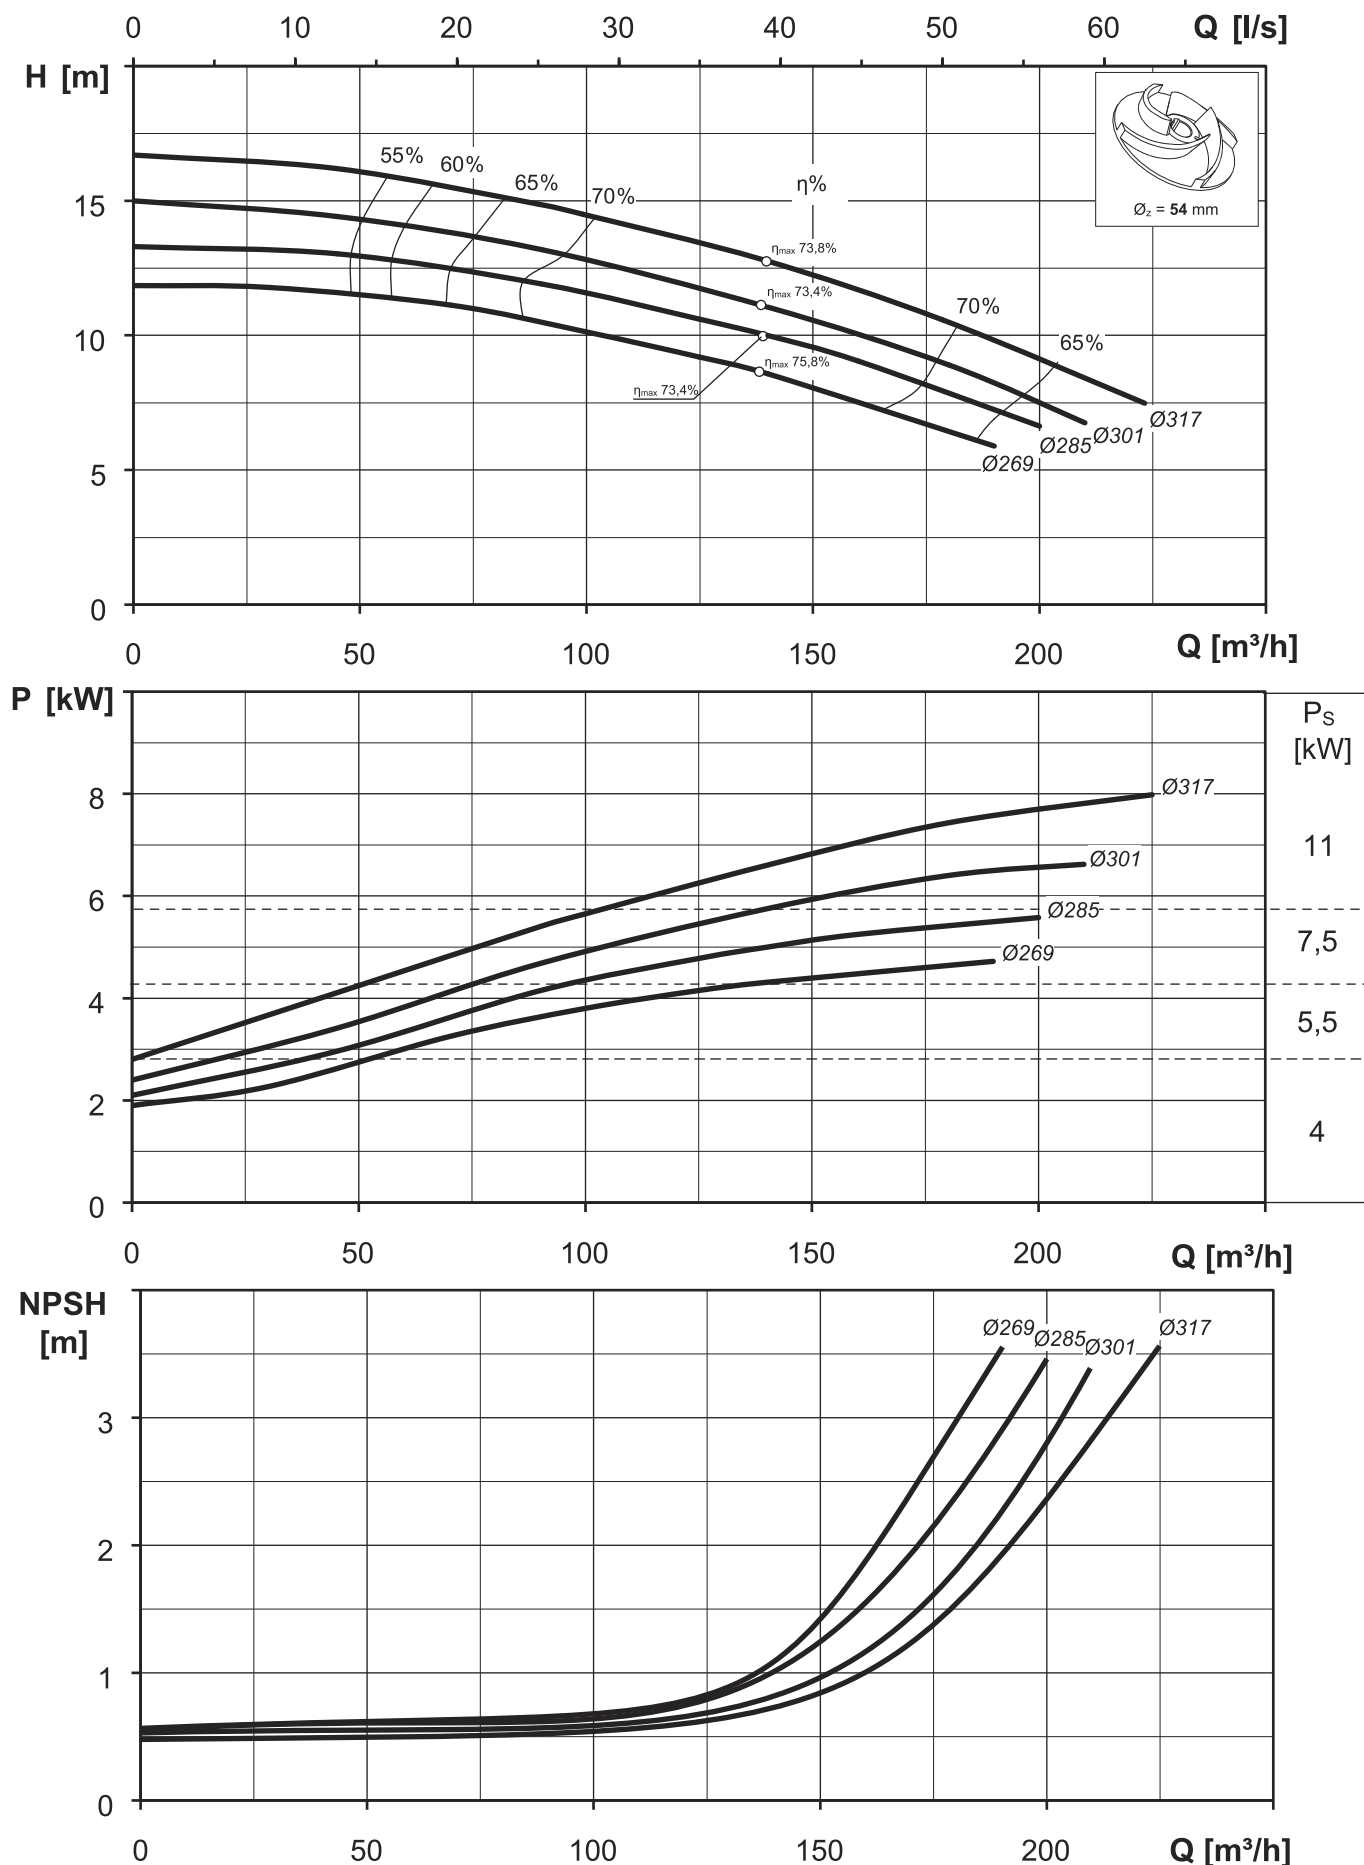 0 10 20 30 40 50 60 Q [l/s]
H [m]
55% 60% 65% 70% η%
Øz = 54 mm
15
ηmax 73,8%
ηmax 73,4%
70%
10
65%
ηmax 75,8%
ηmax 73,4%
Ø317
Ø301
Ø285
Ø269
5
0
0 50 100 150 200 Q [m³/h]
P [kW]
PS
[kW]
8
Ø317
11
Ø301
6
Ø285
7,5
Ø269
4
5,5
2
4
0
0 50 100 150 200 Q [m³/h]
NPSH
[m]
Ø269 Ø285 Ø301 Ø317
3
2
1
0
0 50 100 150 200 Q [m³/h]